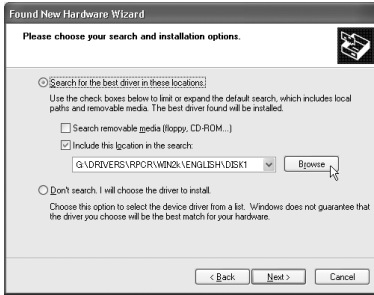 Found New Hardware Wizard
Please choose your search and installation options.
Search for the best driver in these locations.
Use the check boxes below to limit or expand the default search, which includes local
paths and removable media. The best driver found will be installed.
Search removable media (floppy, CD-ROM...)
Include this location in the search:
G:\DRIVERS\RPCR\WIN2k\ENGLISH\DISK1
Browse
Don't search. I will choose the driver to install.
Choose this option to select the device driver from a list. Windows does not guarantee that
the driver you choose will be the best match for your hardware.
< Back
Next >
Cancel